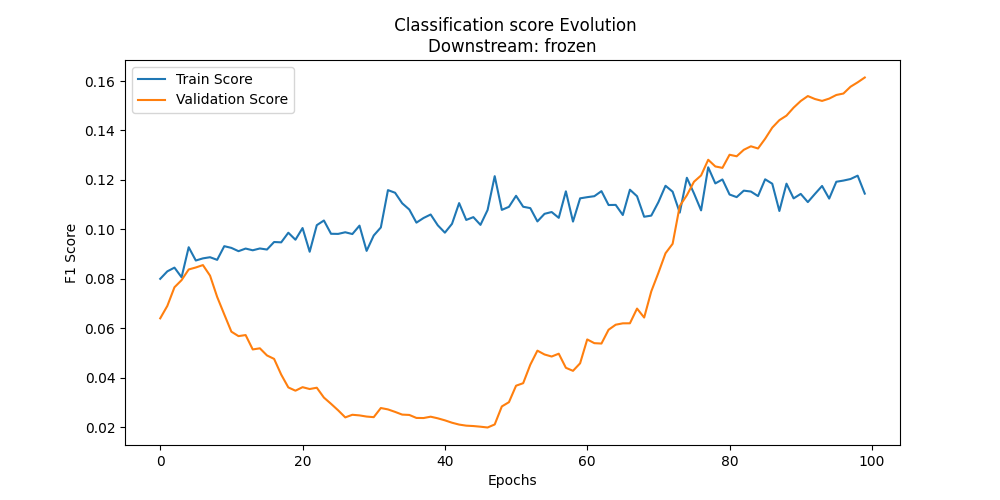 Classification score Evolution
Downstream: frozen
Train Score
Validation Score
0.16
0.14
0.12
0.10
0.08
0.06
0.04
0.02
F1 Score
0 20 40 60 80 100
Epochs